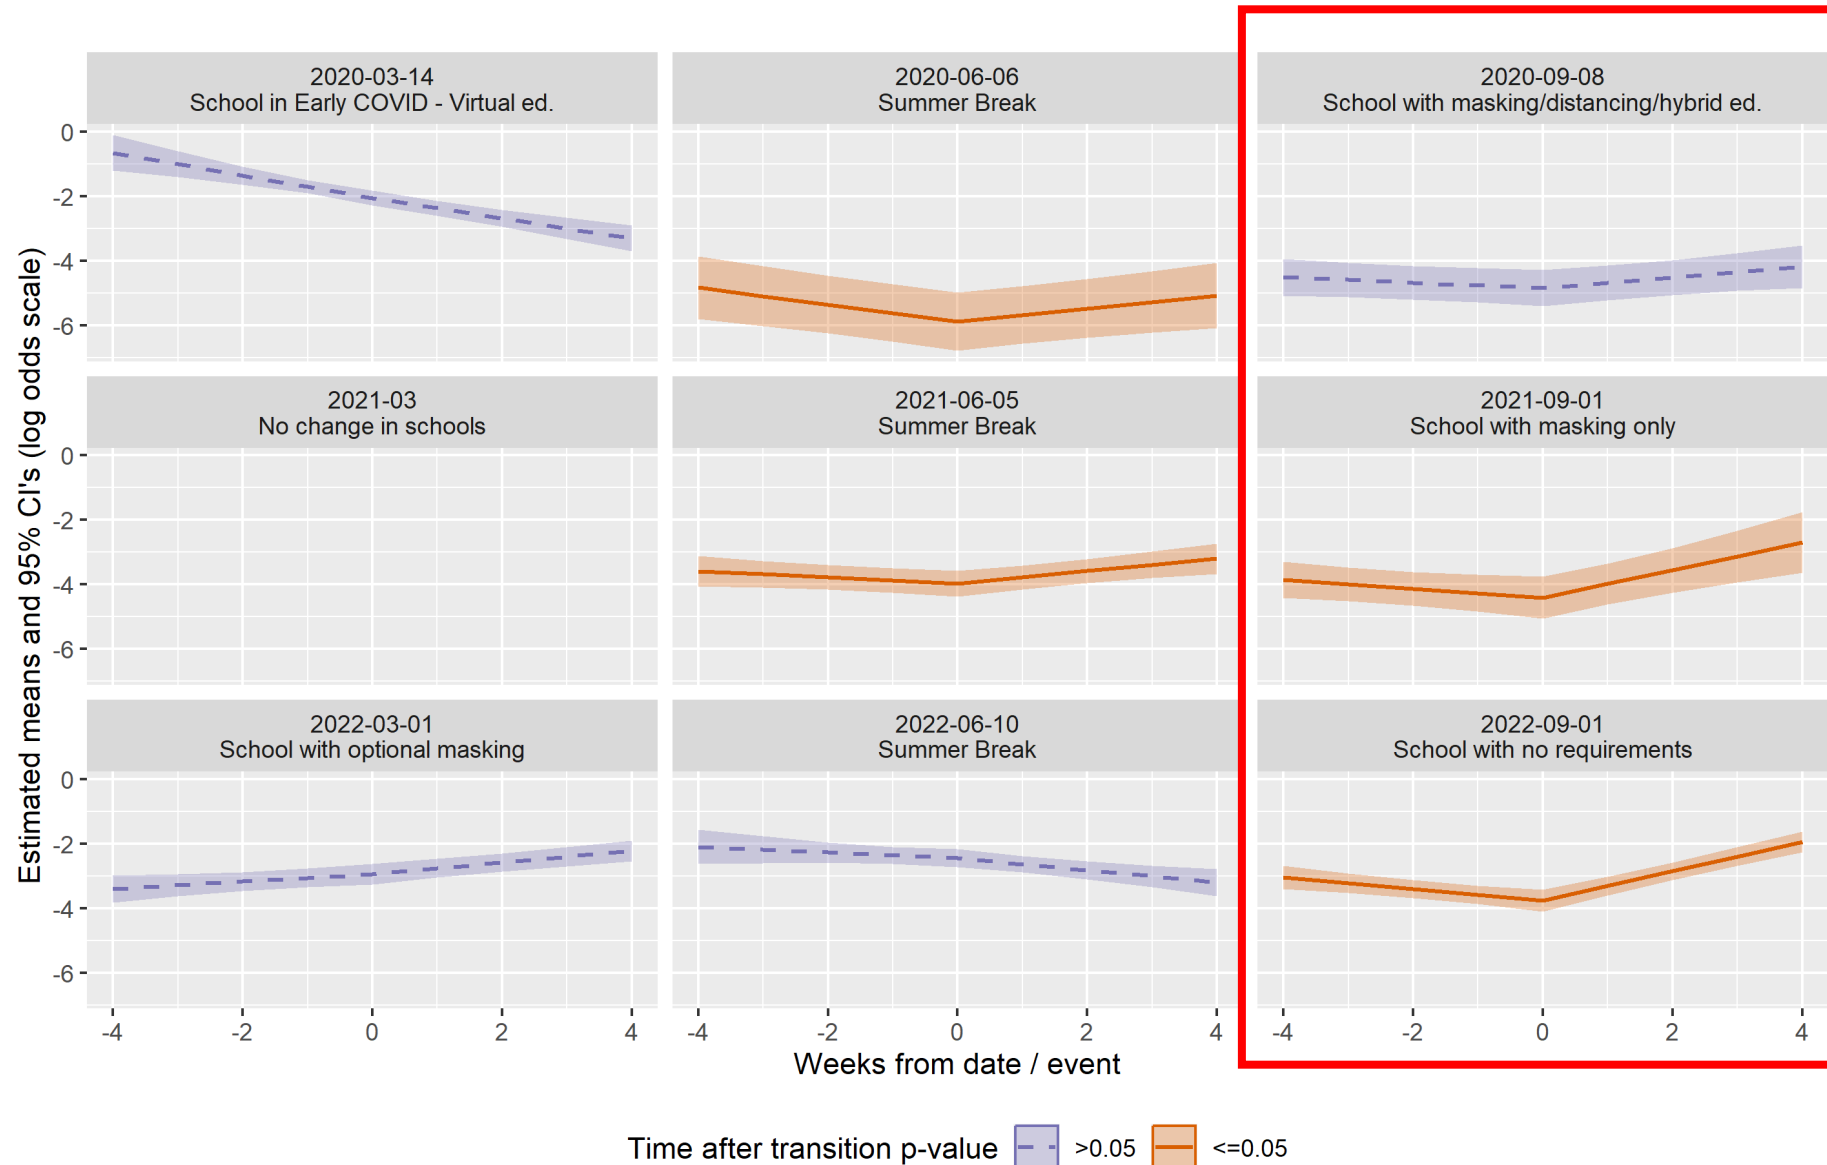 2020-03-14
School in Early COVID - Virtual ed.
2020-06-06
Summer Break
2020-09-08
School with masking/distancing/hybrid ed.
0
-2
-4
-6
2021-03
No change in schools
2021-06-05
Summer Break
2021-09-01
School with masking only
0
-2
-4
-6
2022-03-01
School with optional masking
2022-06-10
Summer Break
2022-09-01
School with no requirements
0
-2
-4
-6
-4 -2 0 2 4
-4 -2 0 2 4
-4 -2 0 2 4
Estimated means and 95% CI's (log odds scale)
Weeks from date / event
Time after transition p-value >0.05 <=0.05